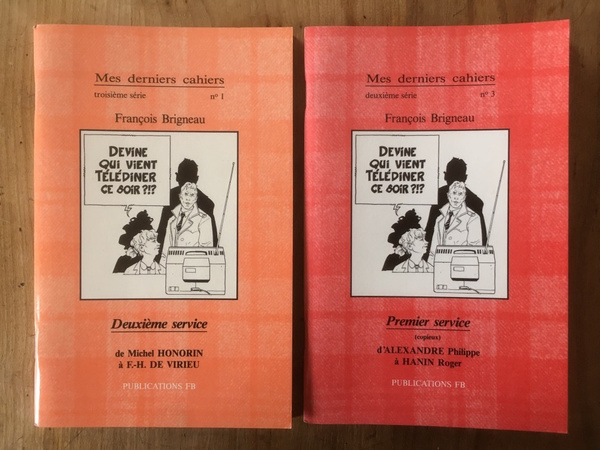 Mes derniers cahiers
troisième série nº 1
François Brigneau
DEVINE
QUI VIENT
TÉLÉDINER
CE SOIR ?!?
Deuxième service
de Michel HONORIN
à F.-H. DE VIRIEU
PUBLICATIONS FB
Mes derniers cahiers
deuxième série nº 3
François Brigneau
DEVINE
QUI VIENT
TÉLÉDINER
CE SOIR ?!?
Premier service
(copieux)
d'ALEXANDRE Philippe
à HANIN Roger
PUBLICATIONS FB